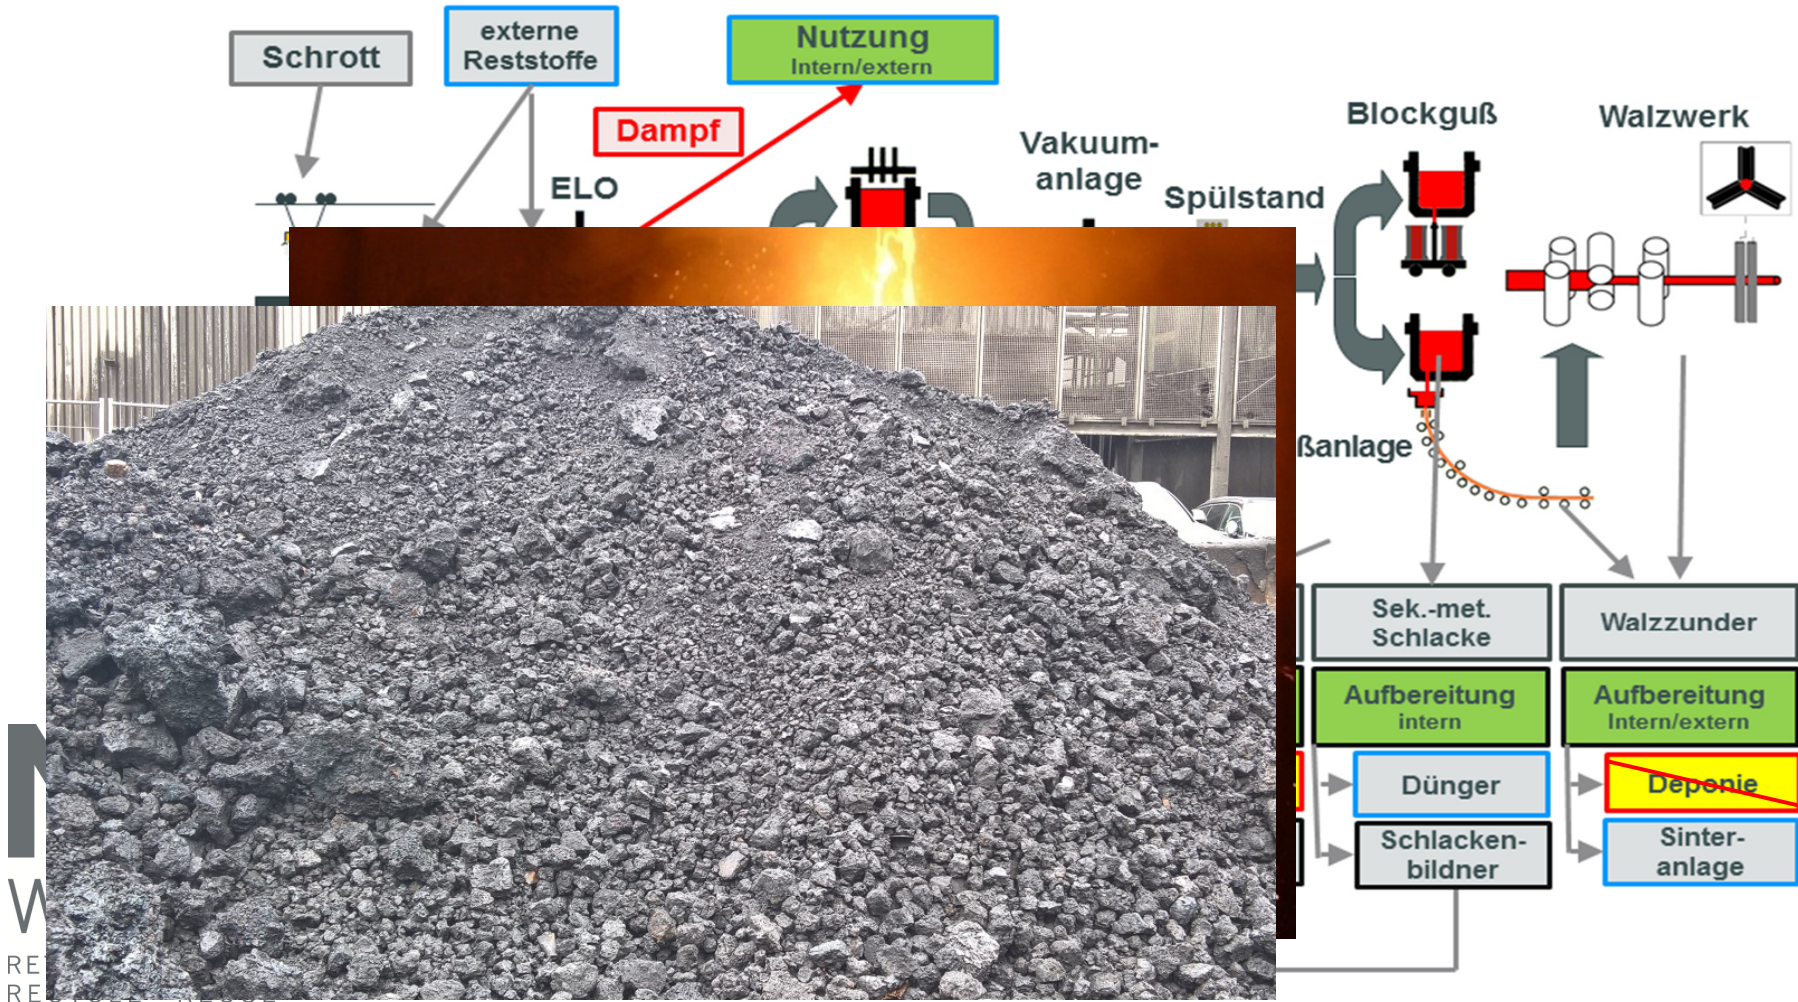 Schrott
externe
Reststoffe
Nutzung
Intern/extern
Dampf
ELO
Vakuum-
anlage
Spülstand
Blockguß
Walzwerk
ßanlage
Sek.-met.
Schlacke
Walzzunder
Aufbereitung
intern
Aufbereitung
Intern/extern
Dünger
Deponie
Schlacken-
bildner
Sinter-
anlage